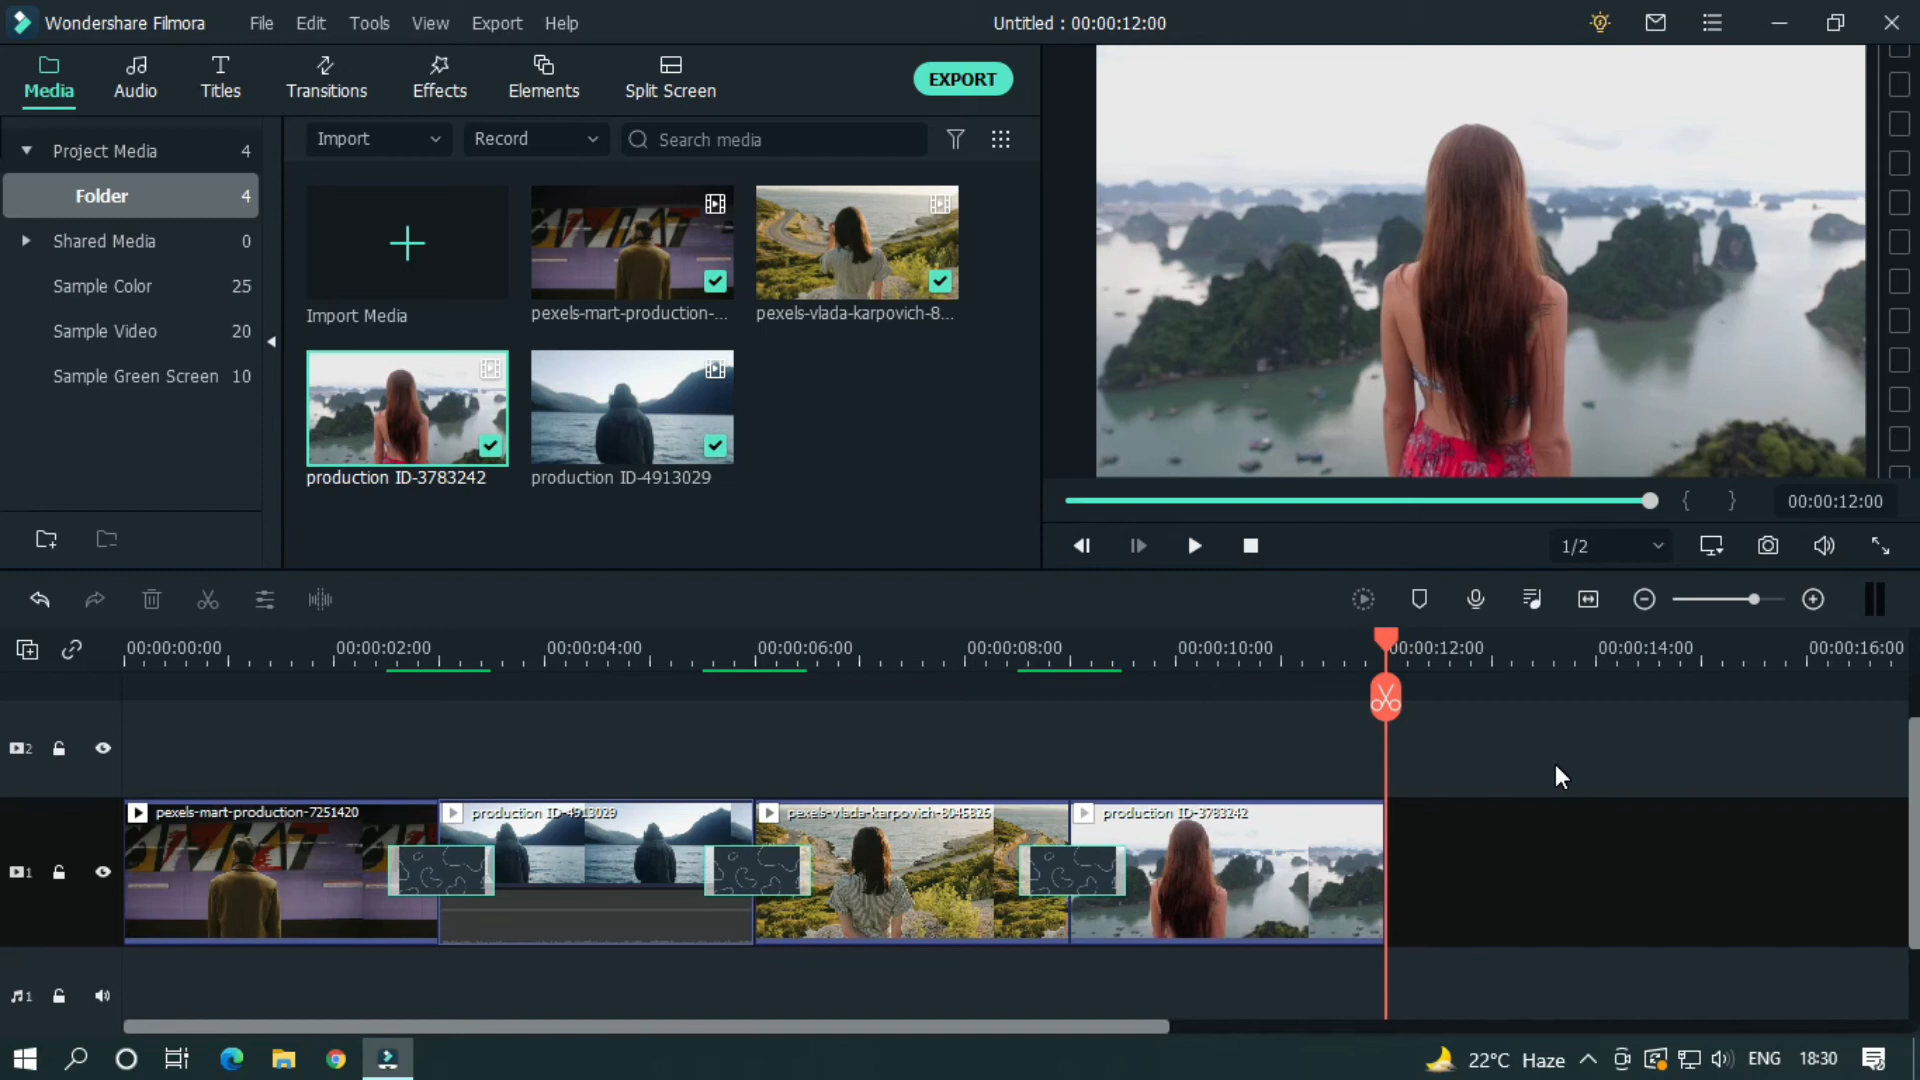 Wondershare Filmora File Edit Tools View Export Help Untitled : 00:00:12:00
Media Audio Titles Transitions Effects Elements Split Screen EXPORT
Project Media 4
Folder 4
Shared Media 0
Sample Color 25
Sample Video 20
Sample Green Screen 10
Import Record Search media
Import Media pexels-mart-production-... pexels-vlada-karpovich-8...
production ID-3783242 production ID-4913029
00:00:12:00
1/2
00:00:00:00 00:00:02:00 00:00:04:00 00:00:06:00 00:00:08:00 00:00:10:00 00:00:12:00 00:00:14:00 00:00:16:00
2
pexels-mart-production-7251420 production ID-4913029 pexels-vlada-karpovich-8045826 production ID-3783242
1
1
22°C Haze ENG 18:30